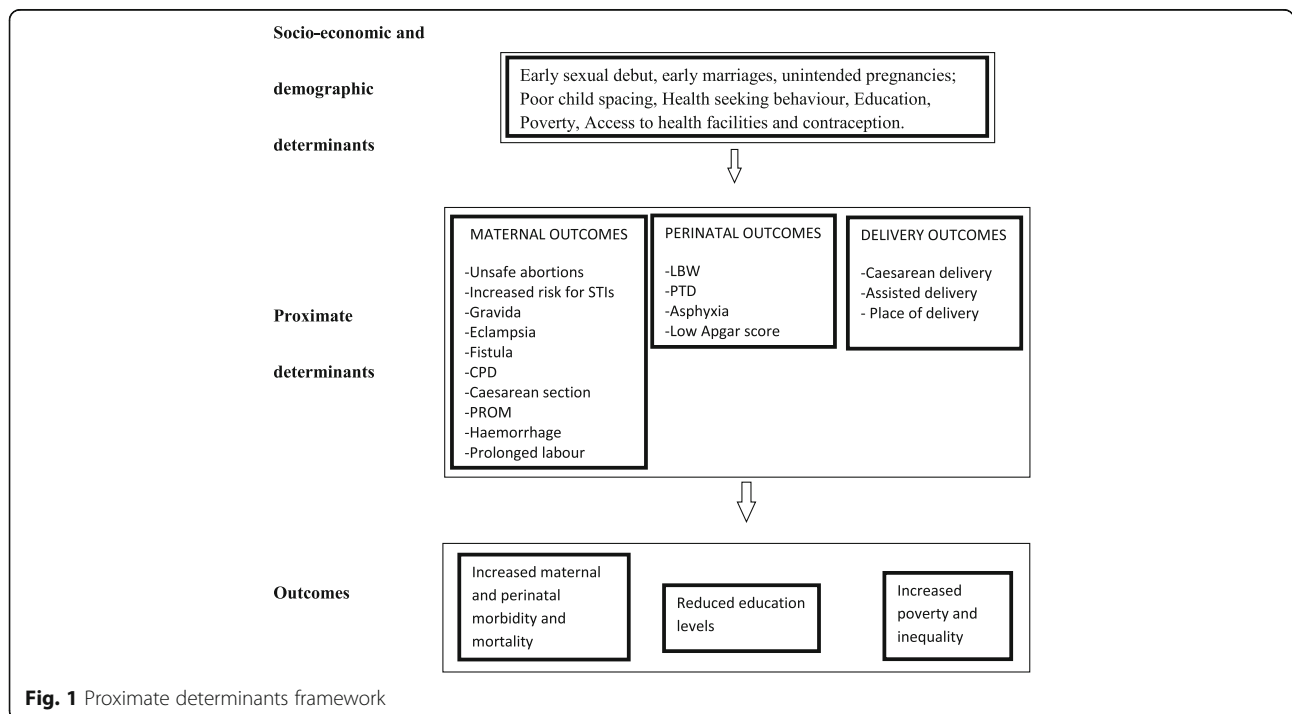 Socio-economic and
demographic
determinants
Early sexual debut, early marriages, unintended pregnancies;
Poor child spacing, Health seeking behaviour, Education,
Poverty, Access to health facilities and contraception.
Proximate
determinants
MATERNAL OUTCOMES
-Unsafe abortions
-Increased risk for STIs
-Gravida
-Eclampsia
-Fistula
-CPD
-Caesarean section
-PROM
-Haemorrhage
-Prolonged labour
PERINATAL OUTCOMES
-LBW
-PTD
-Asphyxia
-Low Apgar score
DELIVERY OUTCOMES
-Caesarean delivery
-Assisted delivery
- Place of delivery
Outcomes
Increased maternal
and perinatal
morbidity and
mortality
Reduced education
levels
Increased
poverty and
inequality
Fig. 1 Proximate determinants framework